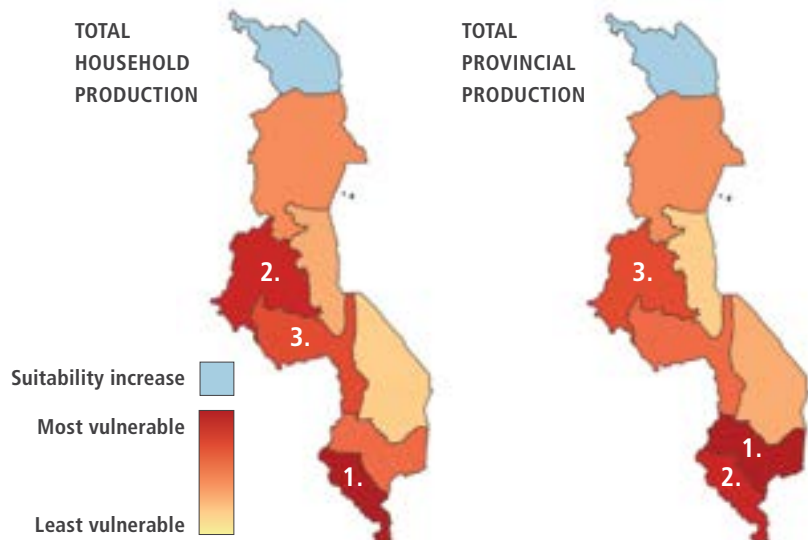 TOTAL
HOUSEHOLD
PRODUCTION
2.
3.
1.
TOTAL
PROVINCIAL
PRODUCTION
3.
1.
2.
Suitability increase
Most vulnerable
Least vulnerable